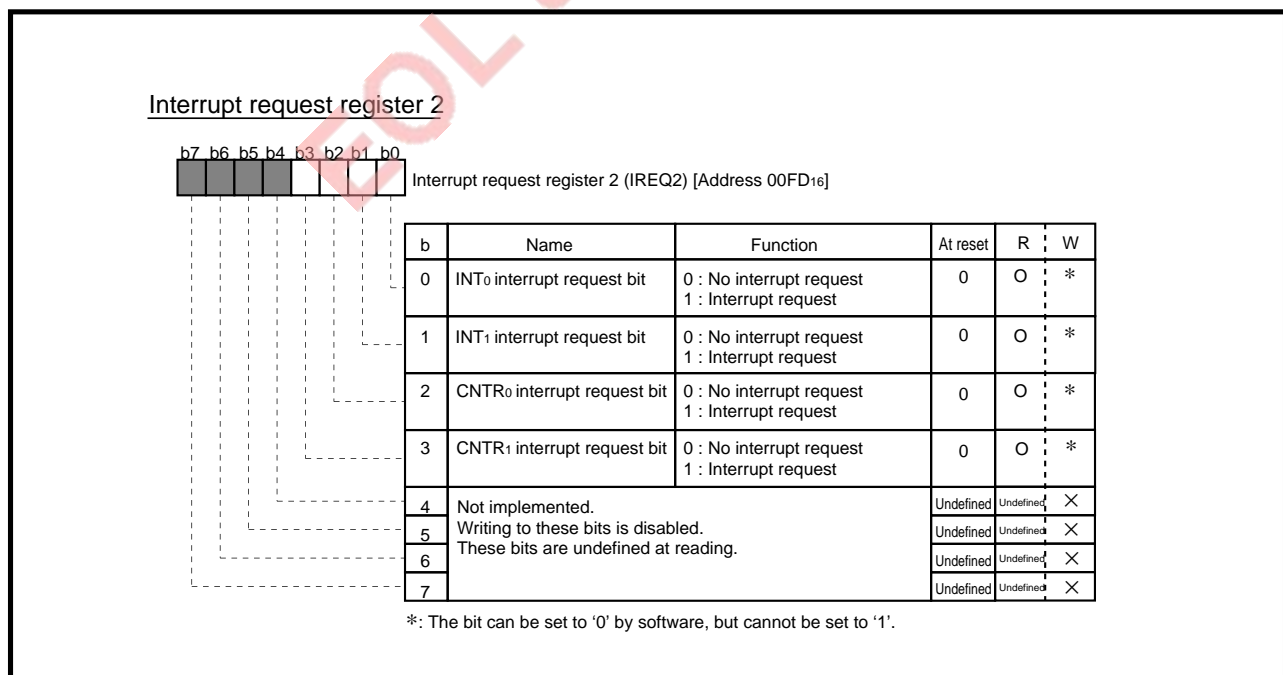 EOL
Interrupt request register 2
b7 b6 b5 b4 b3 b2 b1 b0
Interrupt request register 2 (IREQ2) [Address 00FD16]
b Name Function At reset R W
0 INT0 interrupt request bit 0 : No interrupt request 0 O *
1 : Interrupt request
1 INT1 interrupt request bit 0 : No interrupt request 0 O *
1 : Interrupt request
2 CNTR0 interrupt request bit 0 : No interrupt request 0 O *
1 : Interrupt request
3 CNTR1 interrupt request bit 0 : No interrupt request 0 O *
1 : Interrupt request
4 Not implemented. Undefined Undefined ×
5 Writing to these bits is disabled. Undefined Undefined ×
6 These bits are undefined at reading. Undefined Undefined ×
7 Undefined Undefined ×
*: The bit can be set to ‘0’ by software, but cannot be set to ‘1’.